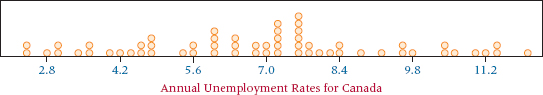 2.8 4.2 5.6 7.0 8.4 9.8 11.2
Annual Unemployment Rates for Canada